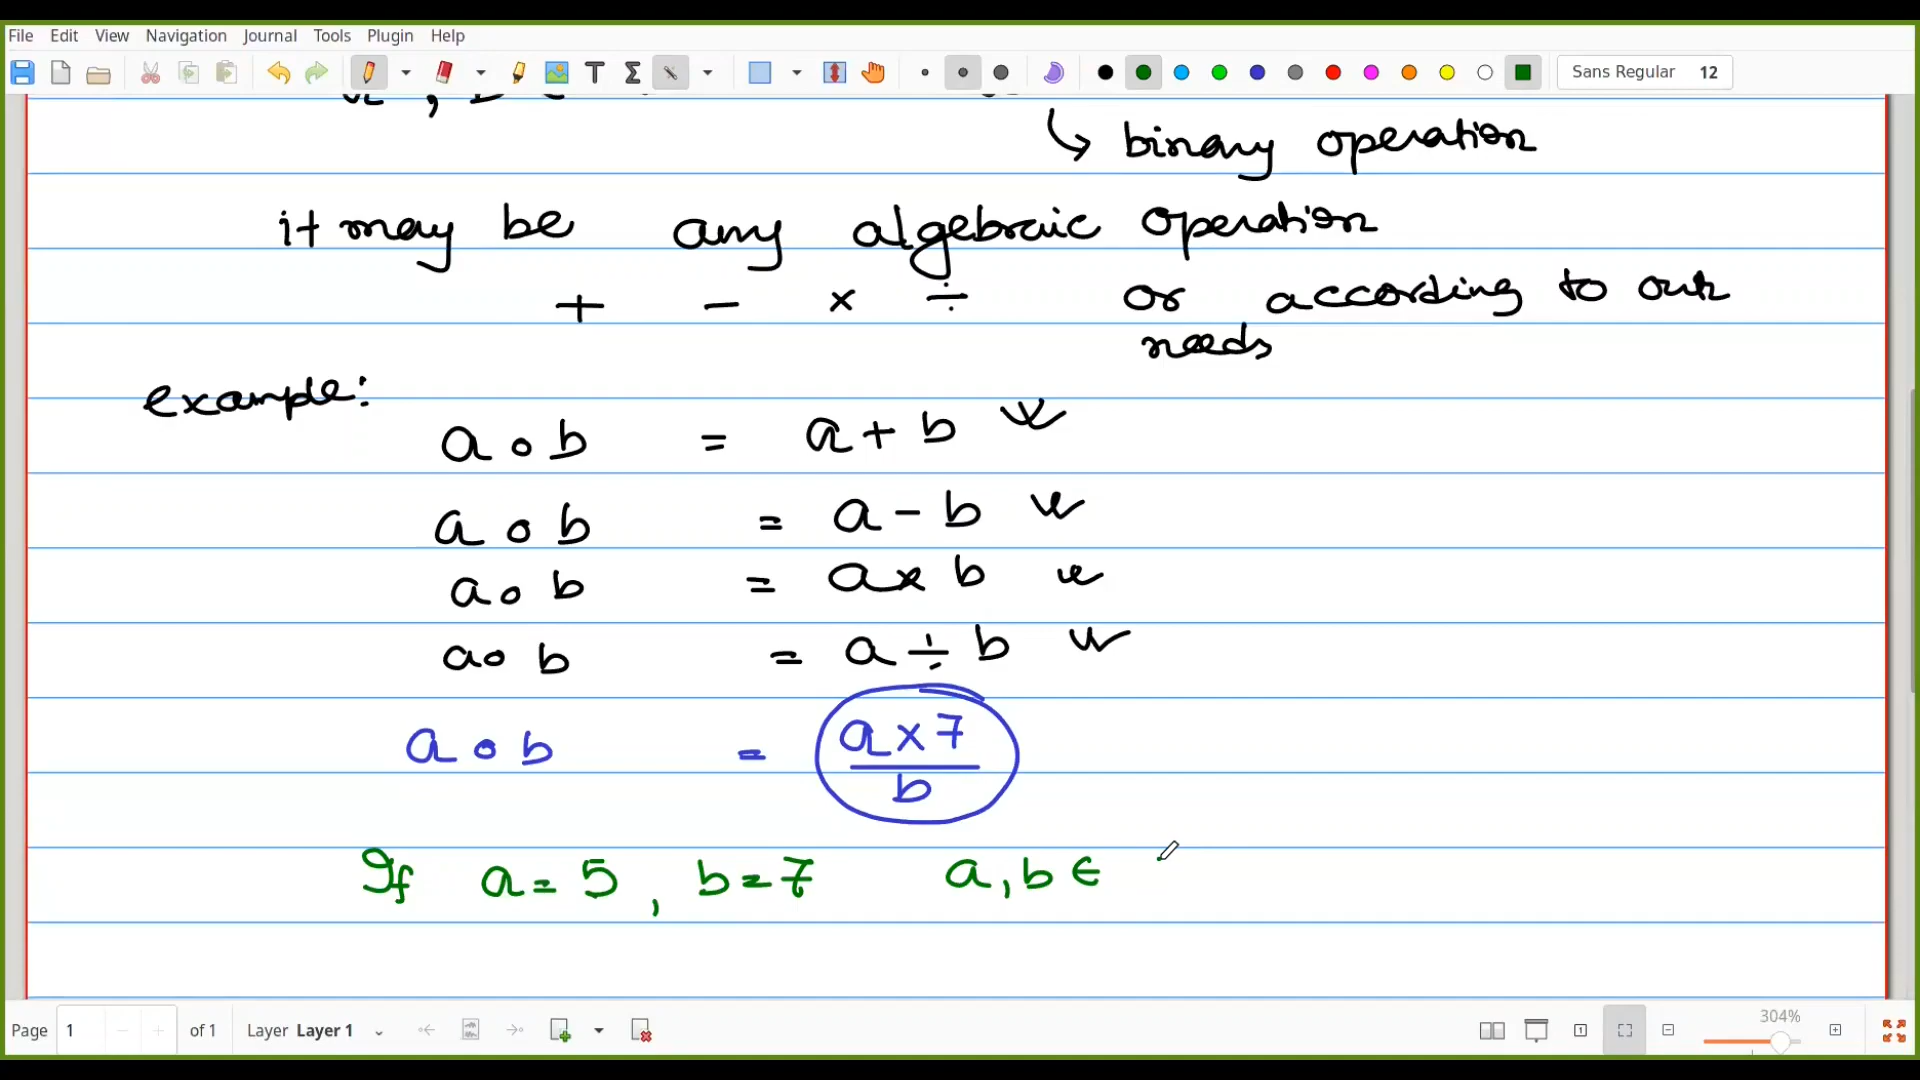 File Edit View Navigation Journal Tools Plugin Help
Sans Regular 12
binary operation
it may be any algebraic operation
+ - × ÷ or according to our
needs
example:
a o b = a + b
a o b = a - b
a o b = a × b
a o b = a ÷ b
a o b = a × 7
b
If a = 5 , b = 7 a, b ∈
Page 1 of 1 Layer Layer 1 304%